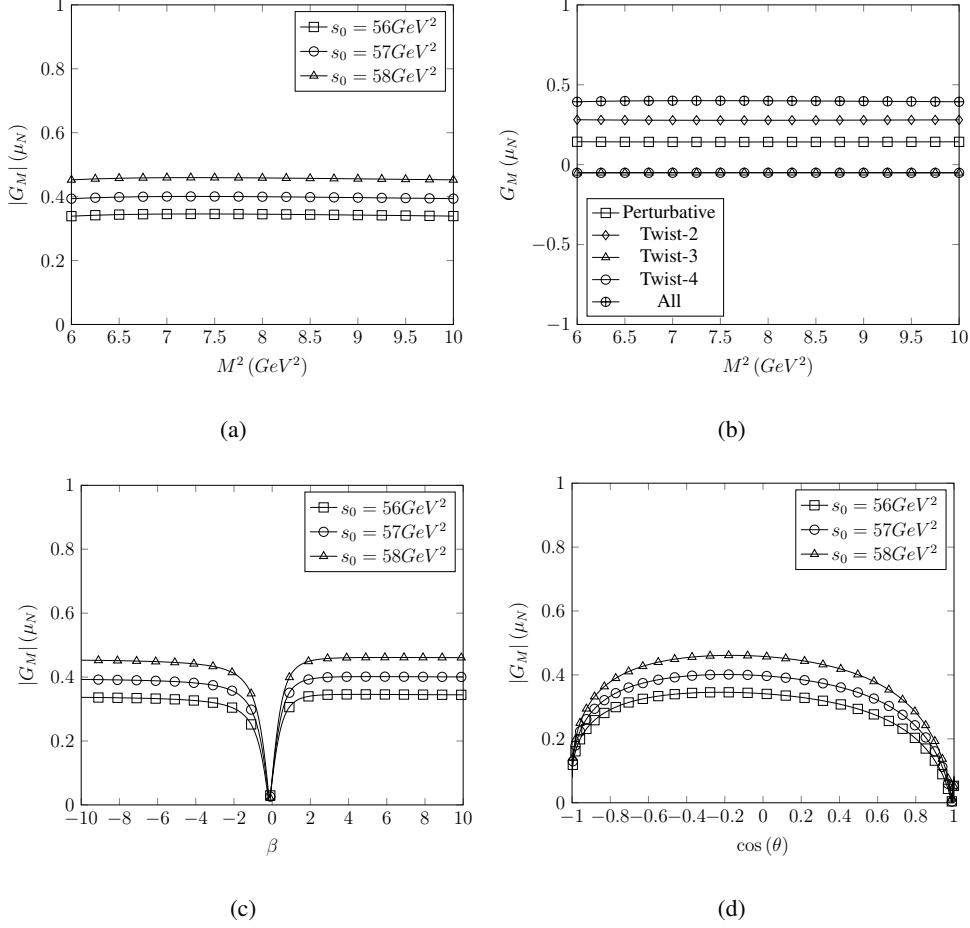 1
0.8
0.6
0.4
0.2
0
|G_M| (μ_N)
6 6.5 7 7.5 8 8.5 9 9.5 10
M^2 (GeV^2)
s_0 = 56GeV^2
s_0 = 57GeV^2
s_0 = 58GeV^2
(a)
1
0.5
0
−0.5
−1
G_M (μ_N)
6 6.5 7 7.5 8 8.5 9 9.5 10
M^2 (GeV^2)
Perturbative
Twist-2
Twist-3
Twist-4
All
(b)
1
0.8
0.6
0.4
0.2
0
|G_M| (μ_N)
−10 −8 −6 −4 −2 0 2 4 6 8 10
β
s_0 = 56GeV^2
s_0 = 57GeV^2
s_0 = 58GeV^2
(c)
1
0.8
0.6
0.4
0.2
0
|G_M| (μ_N)
−1 −0.8 −0.6 −0.4 −0.2 0 0.2 0.4 0.6 0.8 1
cos (θ)
s_0 = 56GeV^2
s_0 = 57GeV^2
s_0 = 58GeV^2
(d)